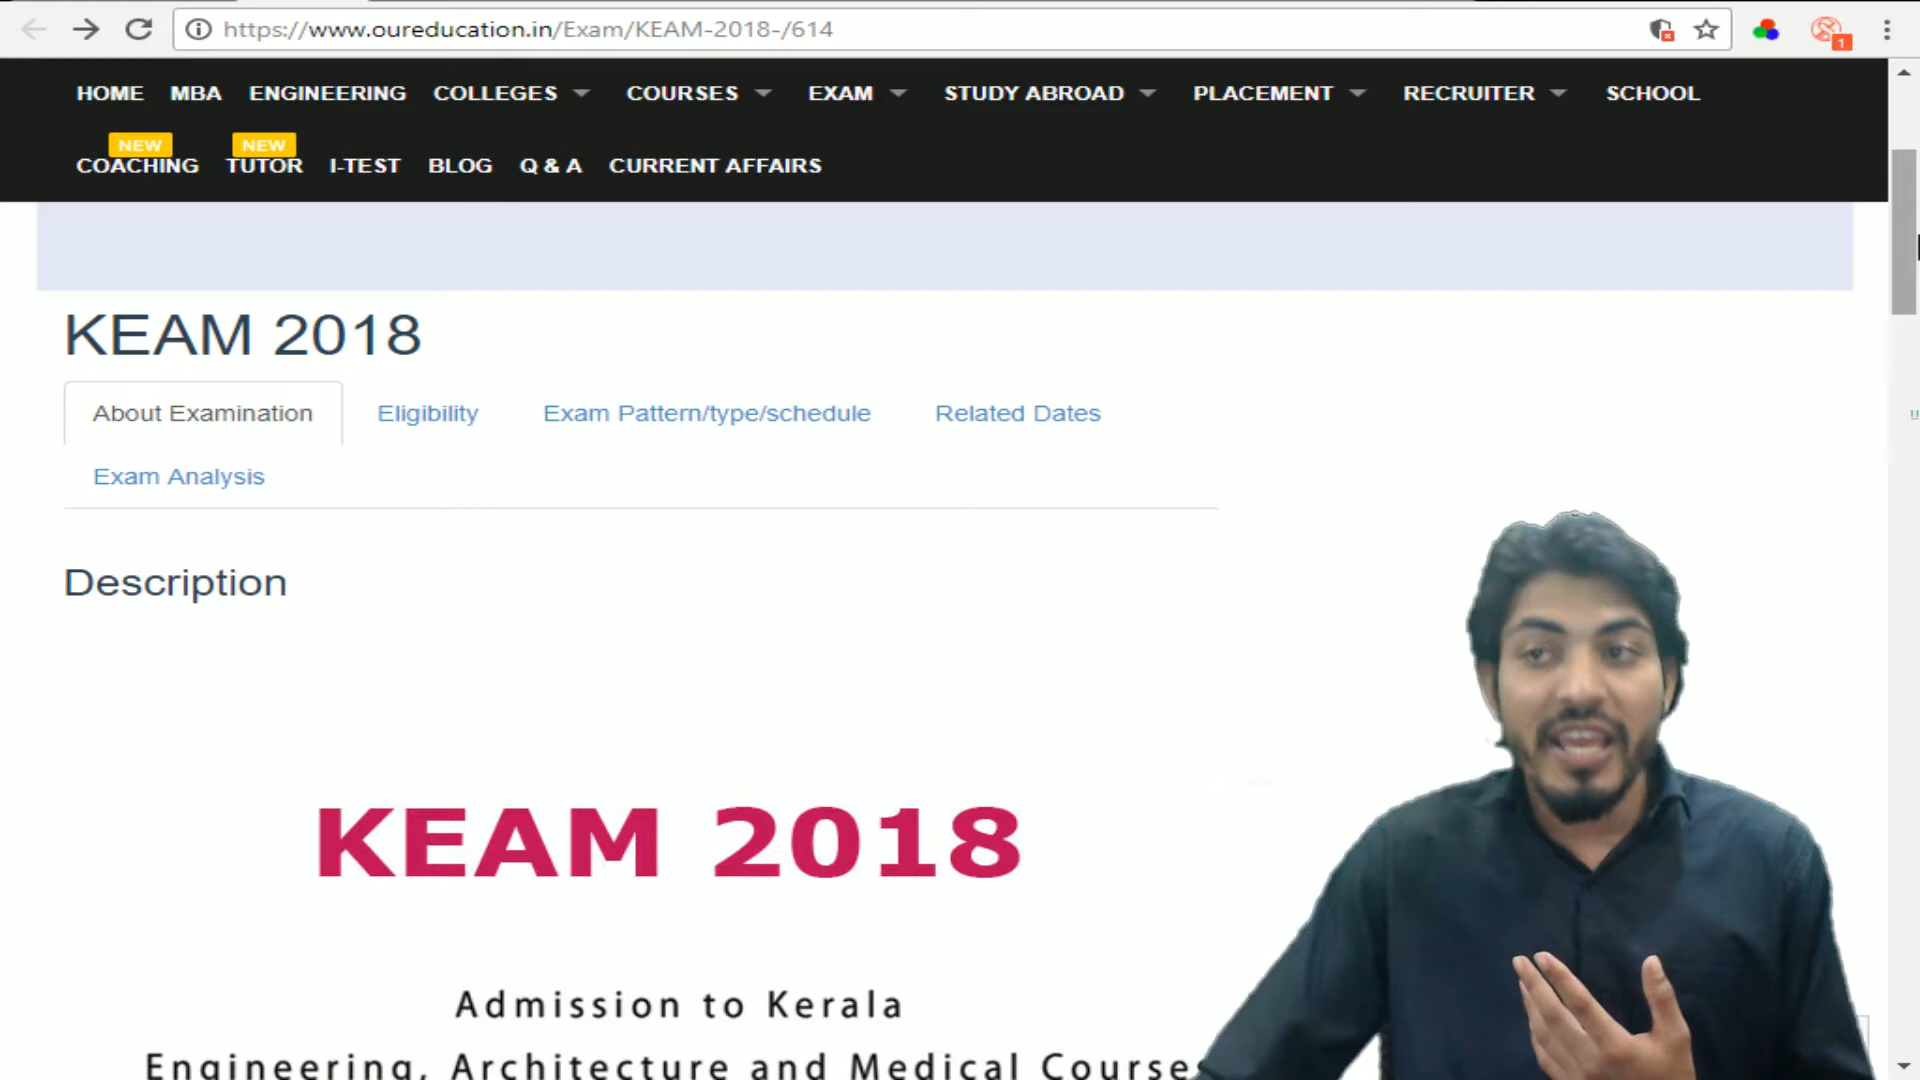 https://www.oureducation.in/Exam/KEAM-2018-/614
1
HOME MBA ENGINEERING COLLEGES COURSES EXAM STUDY ABROAD PLACEMENT RECRUITER SCHOOL
NEW NEW
COACHING TUTOR I-TEST BLOG Q & A CURRENT AFFAIRS
KEAM 2018
About Examination Eligibility Exam Pattern/type/schedule Related Dates
Exam Analysis
Description
KEAM 2018
Admission to Kerala
Engineering, Architecture and Medical Courses